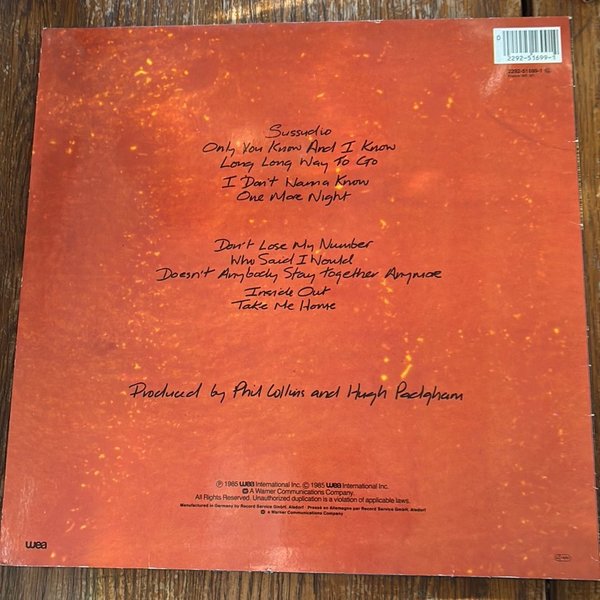 0
2292-51699-1
2292-51699-1
Sussudio
Only You Know And I Know
Long Long Way To Go
I Don't Wanna Know
One More Night
Don't Lose My Number
Who Said I Would
Doesn't Anybody Stay Together Anymore
Inside Out
Take Me Home
Produced by Phil Collins and Hugh Padgham
℗ 1985 wea International Inc. © 1985 wea International Inc.
A Warner Communications Company.
All Rights Reserved. Unauthorized duplication is a violation of applicable laws.
Manufactured in Germany by Record Service GmbH, Alsdorf · Pressé en Allemagne par Record Service GmbH, Alsdorf
a Warner Communications Company
wea